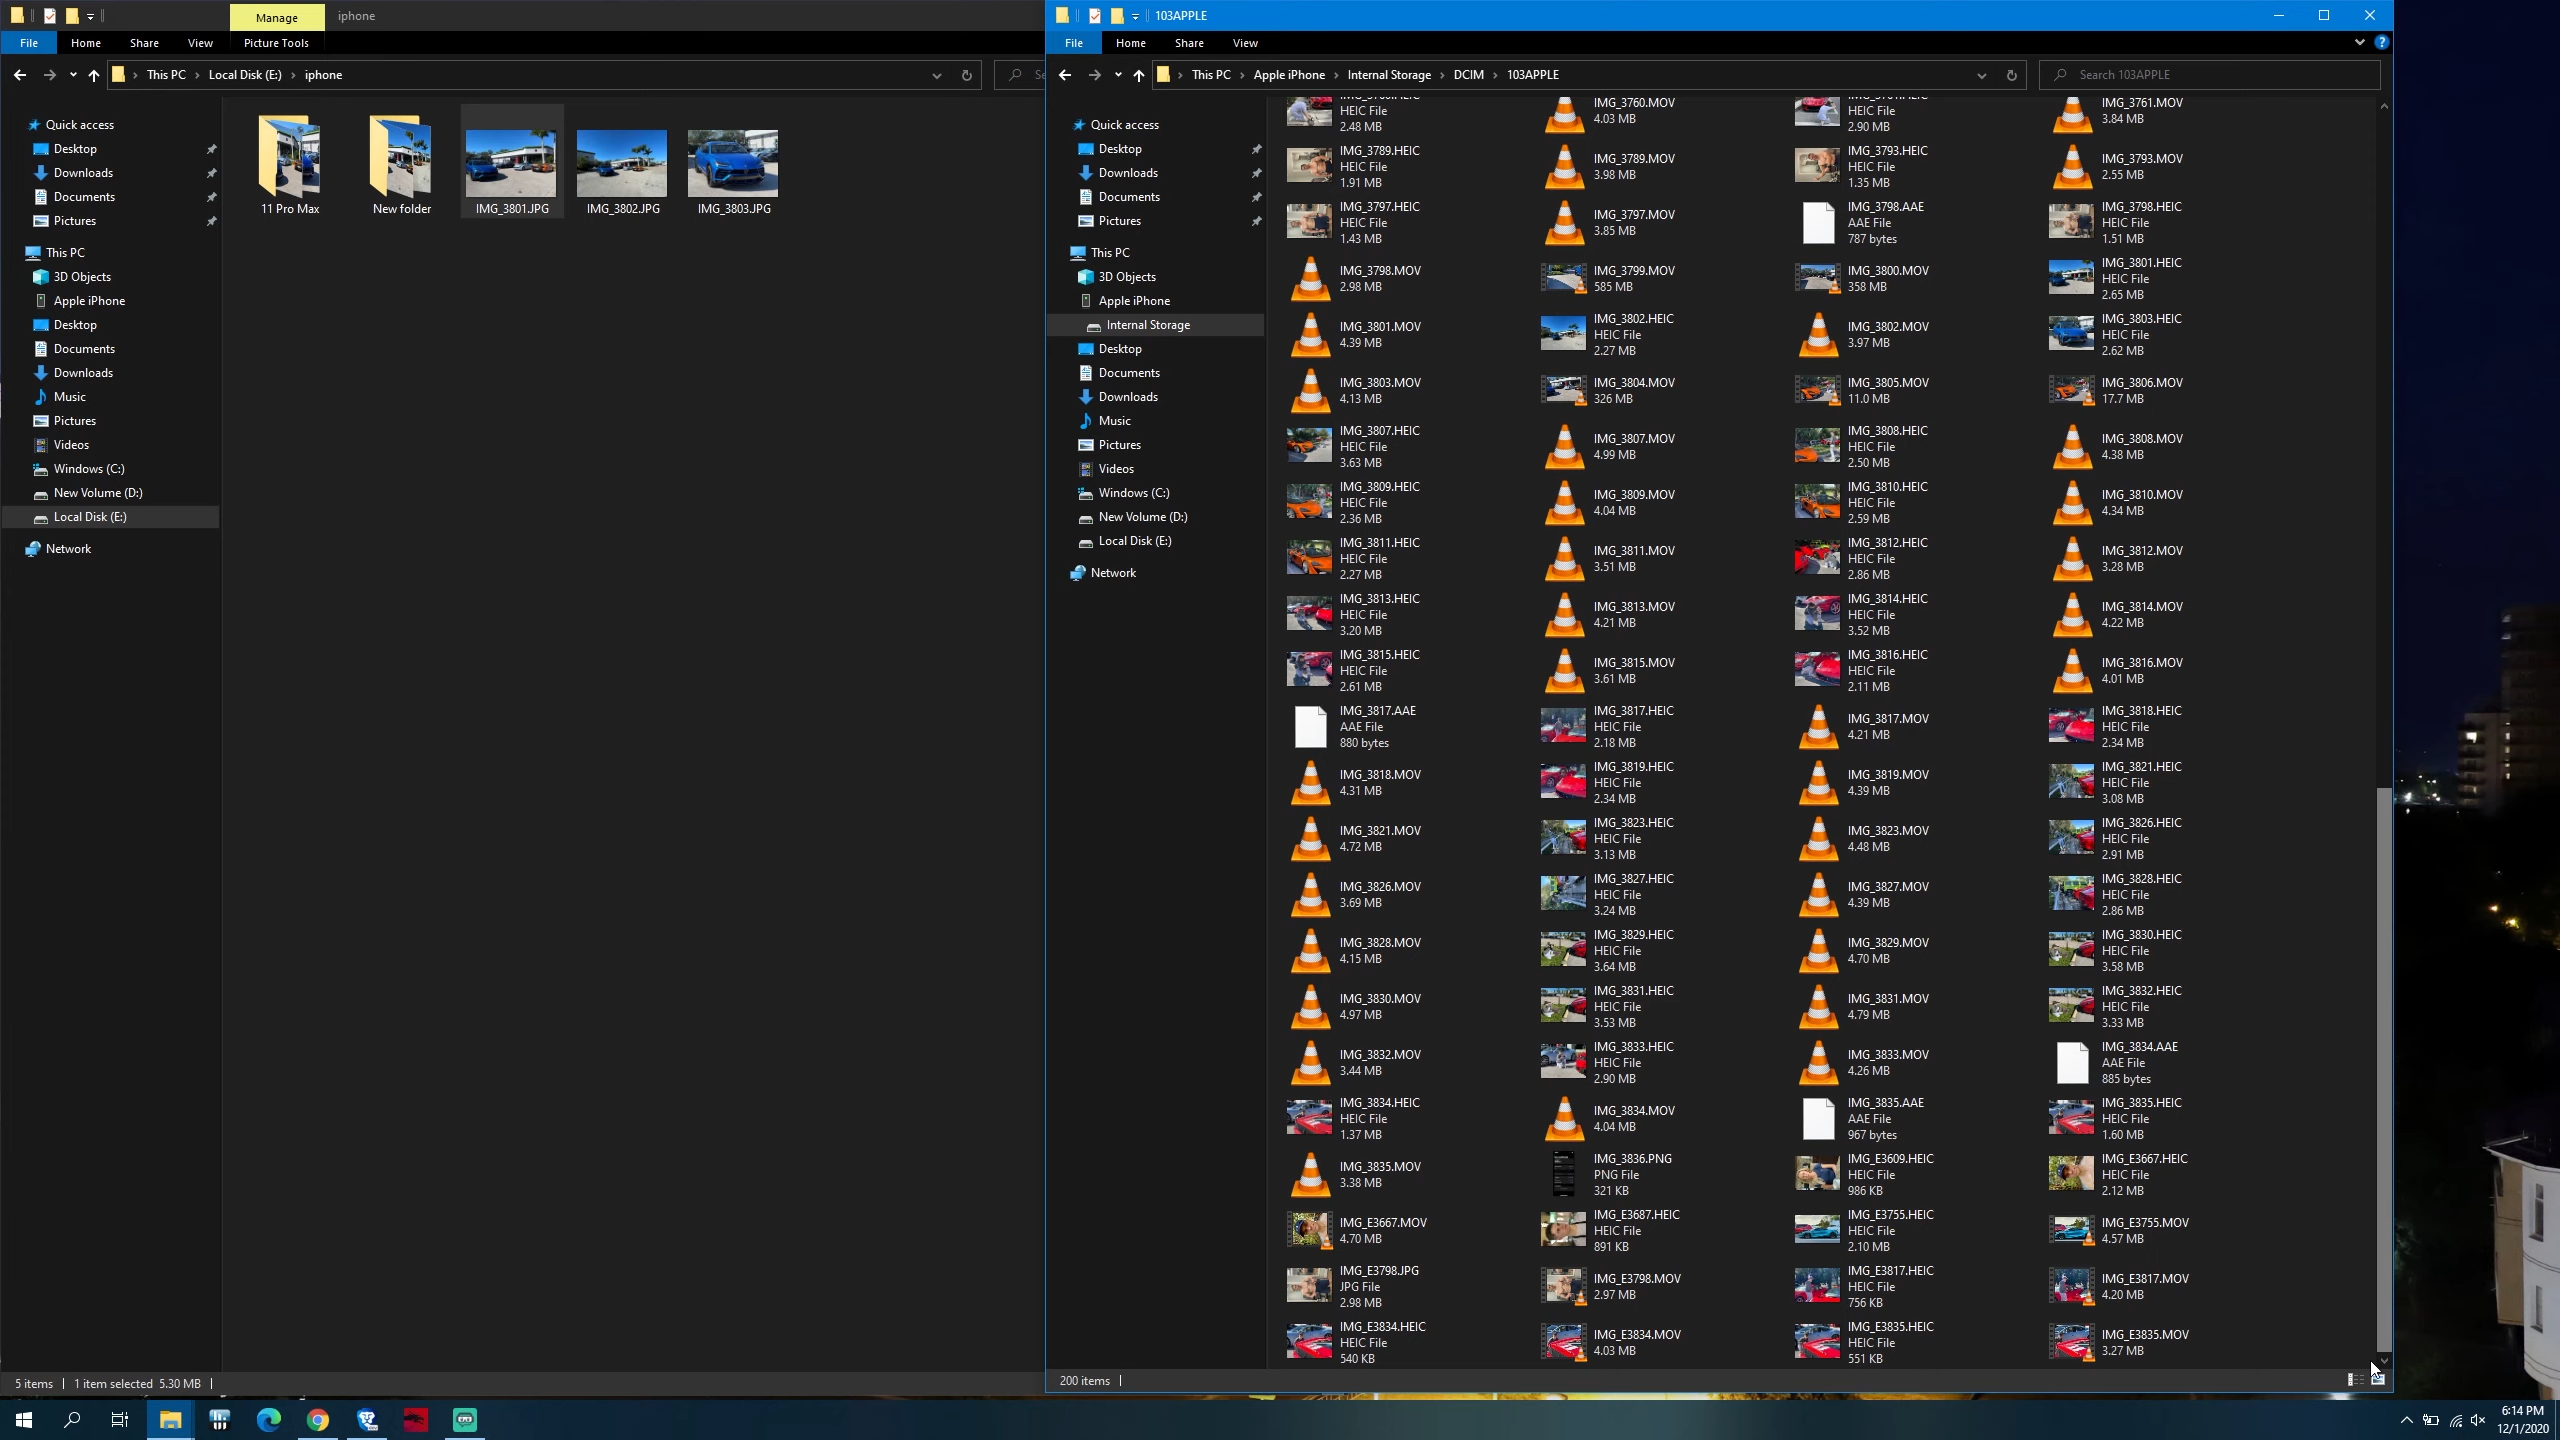 Manage
iphone
File
Home
Share
View
Picture Tools
This PC
Local Disk (E:)
iphone
Quick access
Desktop
Downloads
Documents
Pictures
This PC
3D Objects
Apple iPhone
Desktop
Documents
Downloads
Music
Pictures
Videos
Windows (C:)
New Volume (D:)
Local Disk (E:)
Network
11 Pro Max
New folder
IMG_3801.JPG
IMG_3802.JPG
IMG_3803.JPG
5 items
1 item selected 5.30 MB
103APPLE
File
Home
Share
View
This PC
Apple iPhone
Internal Storage
DCIM
103APPLE
Search 103APPLE
Quick access
Desktop
Downloads
Documents
Pictures
This PC
3D Objects
Apple iPhone
Internal Storage
Desktop
Documents
Downloads
Music
Pictures
Videos
Windows (C:)
New Volume (D:)
Local Disk (E:)
Network
HEIC File
2.48 MB
IMG_3760.MOV
4.03 MB
HEIC File
2.90 MB
IMG_3761.MOV
3.84 MB
IMG_3789.HEIC
HEIC File
1.91 MB
IMG_3789.MOV
3.98 MB
IMG_3793.HEIC
HEIC File
1.35 MB
IMG_3793.MOV
2.55 MB
IMG_3797.HEIC
HEIC File
1.43 MB
IMG_3797.MOV
3.85 MB
IMG_3798.AAE
AAE File
787 bytes
IMG_3798.HEIC
HEIC File
1.51 MB
IMG_3798.MOV
2.98 MB
IMG_3799.MOV
585 MB
IMG_3800.MOV
358 MB
IMG_3801.HEIC
HEIC File
2.65 MB
IMG_3801.MOV
4.39 MB
IMG_3802.HEIC
HEIC File
2.27 MB
IMG_3802.MOV
3.97 MB
IMG_3803.HEIC
HEIC File
2.62 MB
IMG_3803.MOV
4.13 MB
IMG_3804.MOV
326 MB
IMG_3805.MOV
11.0 MB
IMG_3806.MOV
17.7 MB
IMG_3807.HEIC
HEIC File
3.63 MB
IMG_3807.MOV
4.99 MB
IMG_3808.HEIC
HEIC File
2.50 MB
IMG_3808.MOV
4.38 MB
IMG_3809.HEIC
HEIC File
2.36 MB
IMG_3809.MOV
4.04 MB
IMG_3810.HEIC
HEIC File
2.59 MB
IMG_3810.MOV
4.34 MB
IMG_3811.HEIC
HEIC File
2.27 MB
IMG_3811.MOV
3.51 MB
IMG_3812.HEIC
HEIC File
2.86 MB
IMG_3812.MOV
3.28 MB
IMG_3813.HEIC
HEIC File
3.20 MB
IMG_3813.MOV
4.21 MB
IMG_3814.HEIC
HEIC File
3.52 MB
IMG_3814.MOV
4.22 MB
IMG_3815.HEIC
HEIC File
2.61 MB
IMG_3815.MOV
3.61 MB
IMG_3816.HEIC
HEIC File
2.11 MB
IMG_3816.MOV
4.01 MB
IMG_3817.AAE
AAE File
880 bytes
IMG_3817.HEIC
HEIC File
2.18 MB
IMG_3817.MOV
4.21 MB
IMG_3818.HEIC
HEIC File
2.34 MB
IMG_3818.MOV
4.31 MB
IMG_3819.HEIC
HEIC File
2.34 MB
IMG_3819.MOV
4.39 MB
IMG_3821.HEIC
HEIC File
3.08 MB
IMG_3821.MOV
4.72 MB
IMG_3823.HEIC
HEIC File
3.13 MB
IMG_3823.MOV
4.48 MB
IMG_3826.HEIC
HEIC File
2.91 MB
IMG_3826.MOV
3.69 MB
IMG_3827.HEIC
HEIC File
3.24 MB
IMG_3827.MOV
4.39 MB
IMG_3828.HEIC
HEIC File
2.86 MB
IMG_3828.MOV
4.15 MB
IMG_3829.HEIC
HEIC File
3.64 MB
IMG_3829.MOV
4.70 MB
IMG_3830.HEIC
HEIC File
3.58 MB
IMG_3830.MOV
4.97 MB
IMG_3831.HEIC
HEIC File
3.53 MB
IMG_3831.MOV
4.79 MB
IMG_3832.HEIC
HEIC File
3.33 MB
IMG_3832.MOV
3.44 MB
IMG_3833.HEIC
HEIC File
2.90 MB
IMG_3833.MOV
4.26 MB
IMG_3834.AAE
AAE File
885 bytes
IMG_3834.HEIC
HEIC File
1.37 MB
IMG_3834.MOV
4.04 MB
IMG_3835.AAE
AAE File
967 bytes
IMG_3835.HEIC
HEIC File
1.60 MB
IMG_3835.MOV
3.38 MB
IMG_3836.PNG
PNG File
321 KB
IMG_E3609.HEIC
HEIC File
986 KB
IMG_E3667.HEIC
HEIC File
2.12 MB
IMG_E3667.MOV
4.70 MB
IMG_E3687.HEIC
HEIC File
891 KB
IMG_E3755.HEIC
HEIC File
2.10 MB
IMG_E3755.MOV
4.57 MB
IMG_E3798.JPG
JPG File
2.98 MB
IMG_E3798.MOV
2.97 MB
IMG_E3817.HEIC
HEIC File
756 KB
IMG_E3817.MOV
4.20 MB
IMG_E3834.HEIC
HEIC File
540 KB
IMG_E3834.MOV
4.03 MB
IMG_E3835.HEIC
HEIC File
551 KB
IMG_E3835.MOV
3.27 MB
200 items
6:14 PM
12/1/2020